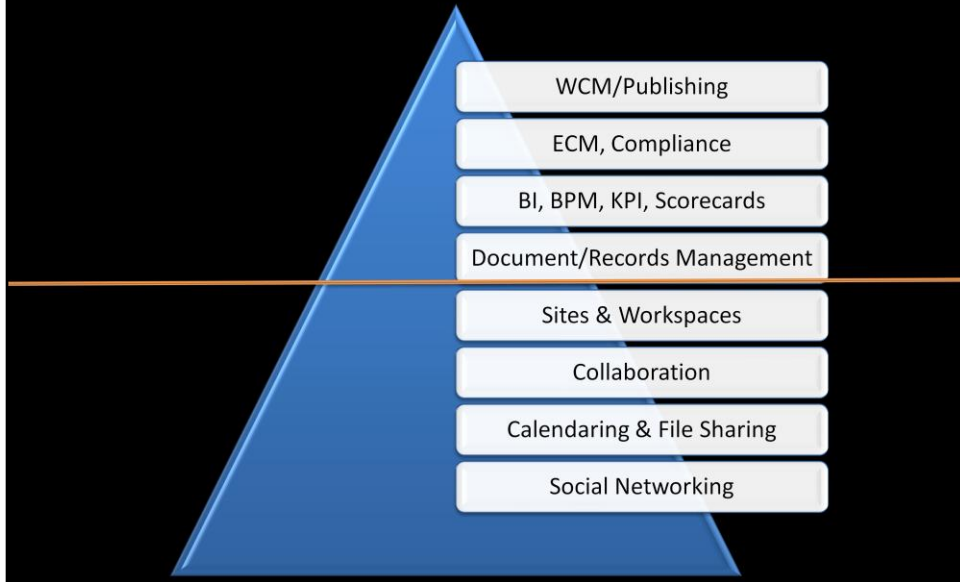 WCM/Publishing
ECM, Compliance
BI, BPM, KPI, Scorecards
Document/Records Management
Sites & Workspaces
Collaboration
Calendaring & File Sharing
Social Networking